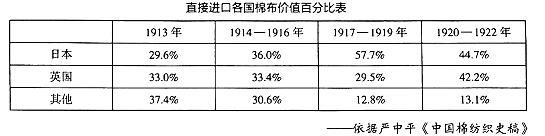 直接进口各国棉布价值百分比表
1913 年 1914—1916 年 1917—1919 年 1920—1922 年
日本 29.6% 36.0% 57.7% 44.7%
英国 33.0% 33.4% 29.5% 42.2%
其他 37.4% 30.6% 12.8% 13.1%
——依据严中平《中国棉纺织史稿》